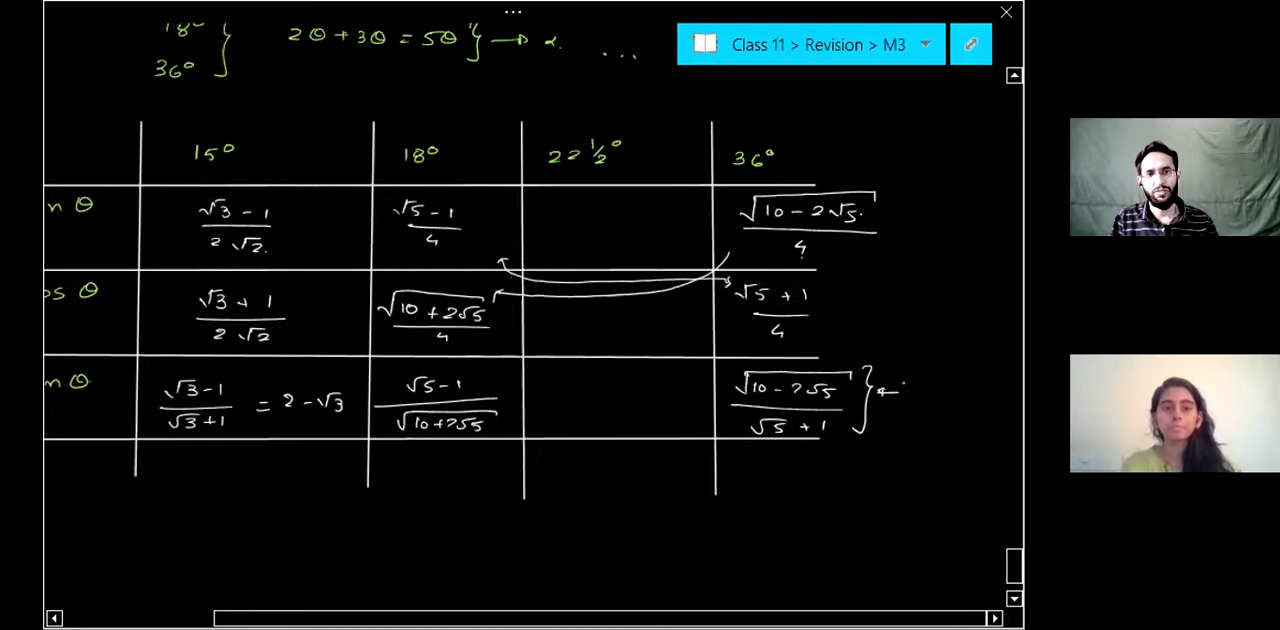 ...
18°
2θ + 3θ = 5θ } → α. ...
36°
Class 11 > Revision > M3
15° 18° 22 ½° 36°
n θ (√3 - 1)/(2√2) (√5 - 1)/4 √(10 - 2√5)/4
os θ (√3 + 1)/(2√2) √(10 + 2√5)/4 (√5 + 1)/4
n θ (√3 - 1)/(√3 + 1) = 2 - √3 (√5 - 1)/√(10 + 2√5) √(10 - 2√5)/(√5 + 1) } ←